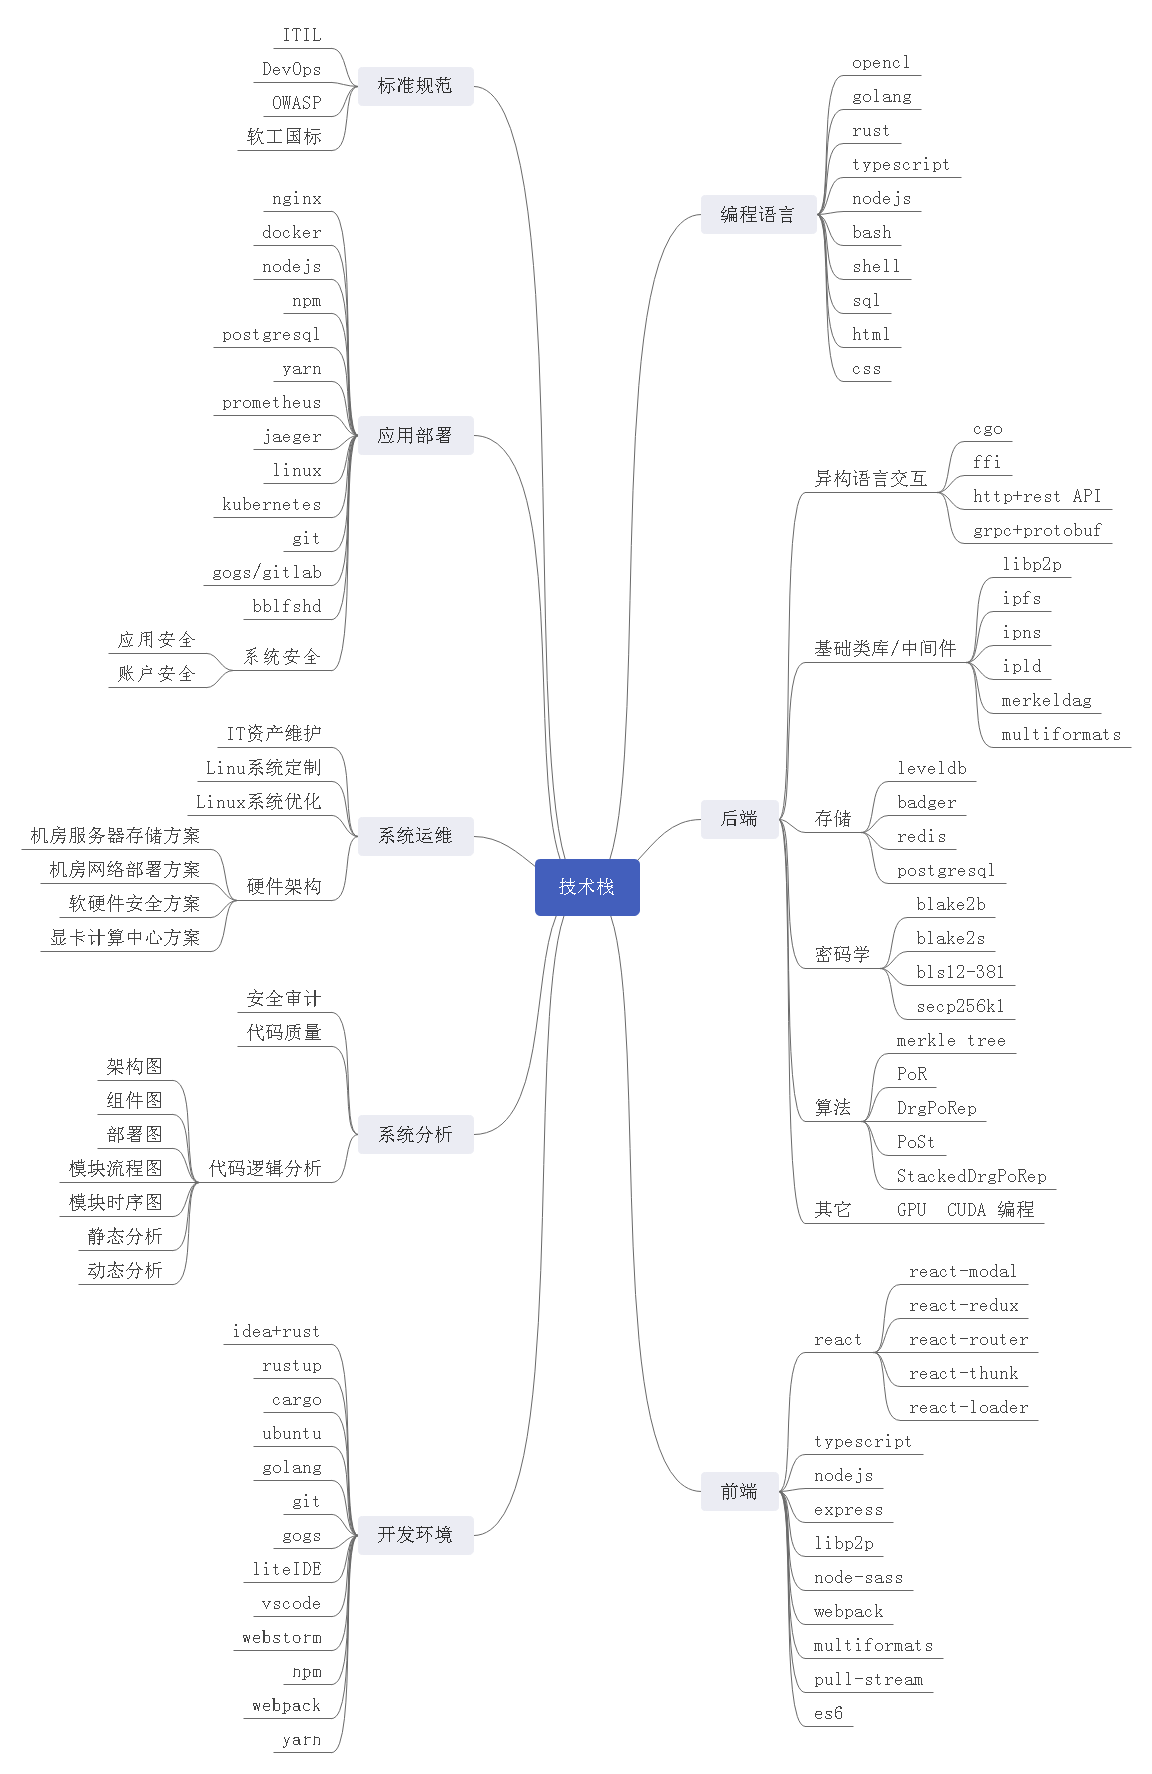 技术栈
标准规范
ITIL
DevOps
OWASP
软工国标
应用部署
nginx
docker
nodejs
npm
postgresql
yarn
prometheus
jaeger
linux
kubernetes
git
gogs/gitlab
bblfshd
系统安全
应用安全
账户安全
系统运维
IT资产维护
Linu系统定制
Linux系统优化
硬件架构
机房服务器存储方案
机房网络部署方案
软硬件安全方案
显卡计算中心方案
系统分析
安全审计
代码质量
代码逻辑分析
架构图
组件图
部署图
模块流程图
模块时序图
静态分析
动态分析
开发环境
idea+rust
rustup
cargo
ubuntu
golang
git
gogs
liteIDE
vscode
webstorm
npm
webpack
yarn
编程语言
opencl
golang
rust
typescript
nodejs
bash
shell
sql
html
css
后端
异构语言交互
cgo
ffi
http+rest API
grpc+protobuf
基础类库/中间件
libp2p
ipfs
ipns
ipld
merkeldag
multiformats
存储
leveldb
badger
redis
postgresql
密码学
blake2b
blake2s
bls12-381
secp256k1
算法
merkle tree
PoR
DrgPoRep
PoSt
StackedDrgPoRep
其它
GPU CUDA 编程
前端
react
react-modal
react-redux
react-router
react-thunk
react-loader
typescript
nodejs
express
libp2p
node-sass
webpack
multiformats
pull-stream
es6